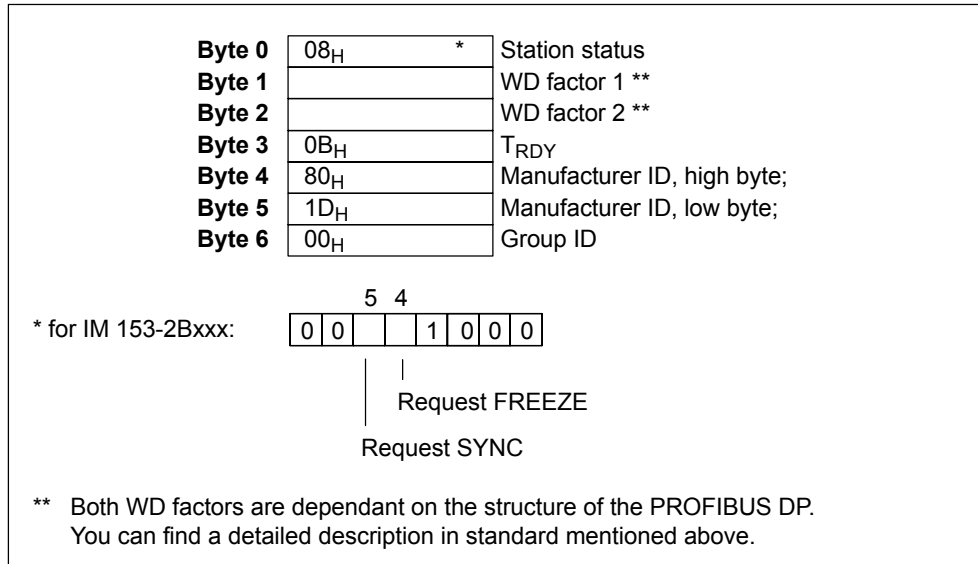 Byte 0 08H * Station status
Byte 1 WD factor 1 **
Byte 2 WD factor 2 **
Byte 3 0BH TRDY
Byte 4 80H Manufacturer ID, high byte;
Byte 5 1DH Manufacturer ID, low byte;
Byte 6 00H Group ID
5 4
* for IM 153-2Bxxx: 0 0 1 0 0 0
Request FREEZE
Request SYNC
** Both WD factors are dependant on the structure of the PROFIBUS DP.
You can find a detailed description in standard mentioned above.